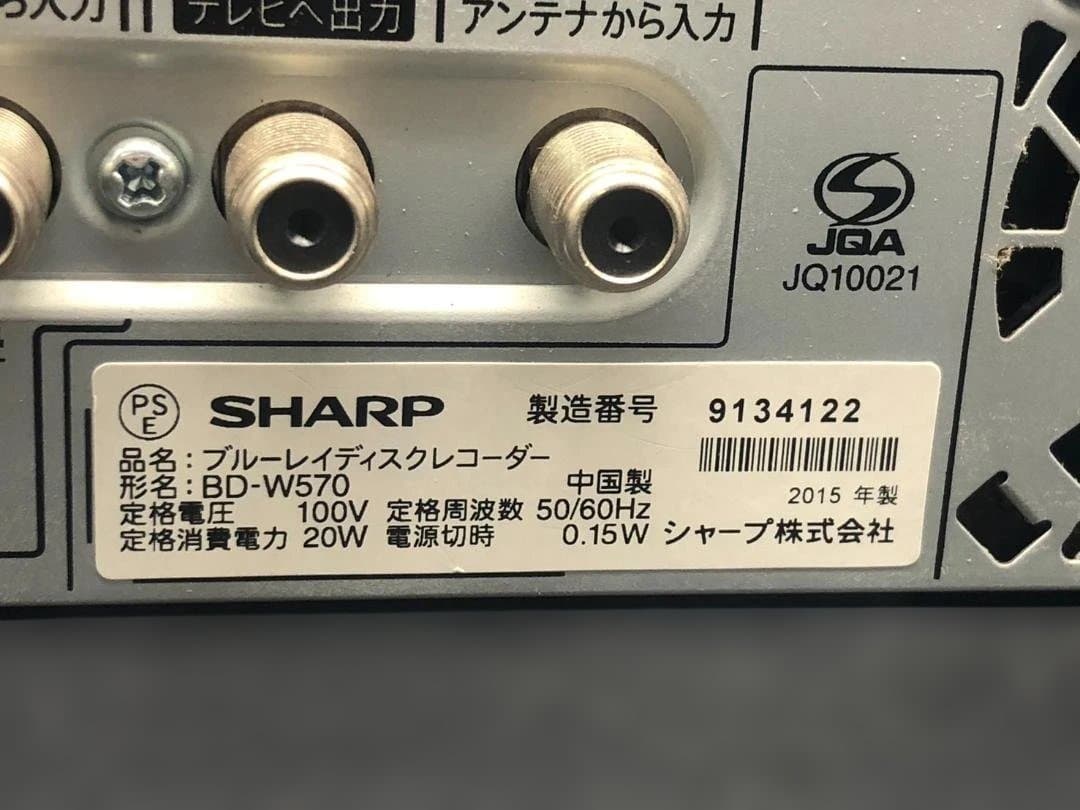 ら入力
テレビへ出力
アンテナから入力
JQA
JQ10021
PSE
SHARP
製造番号 9134122
品名：ブルーレイディスクレコーダー
形名：BD-W570 中国製
2015 年製
定格電圧 100V 定格周波数 50/60Hz
定格消費電力 20W 電源切時 0.15W シャープ株式会社